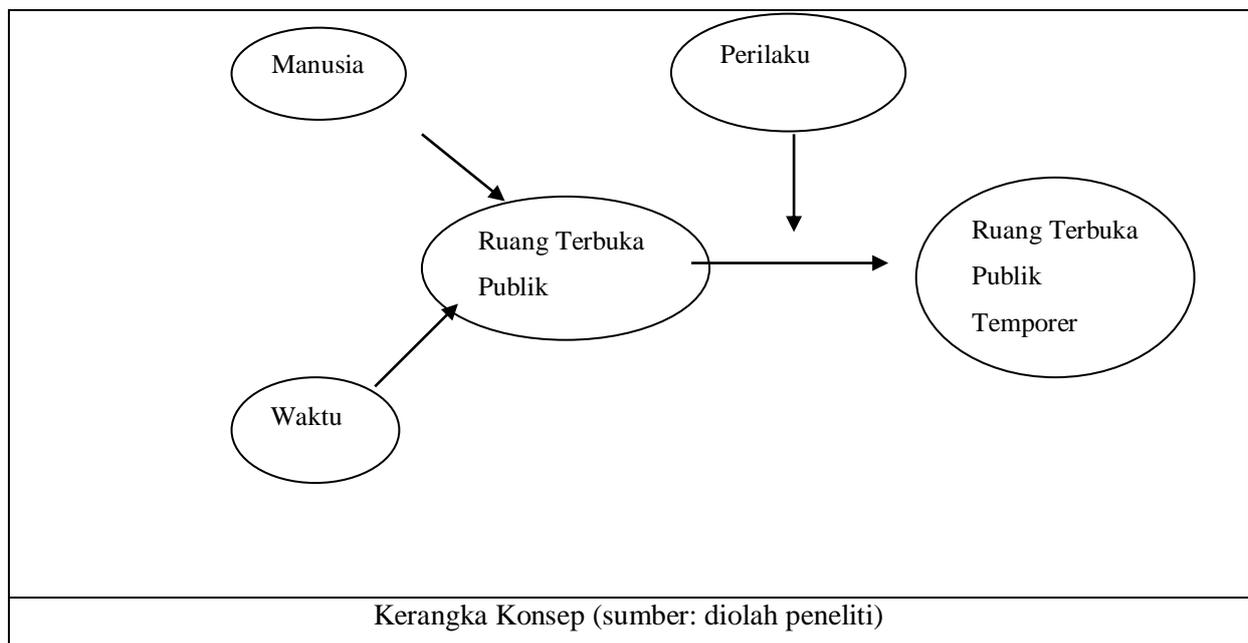 Manusia
Perilaku
Ruang Terbuka
Publik
Ruang Terbuka
Publik
Temporer
Waktu
Kerangka Konsep (sumber: diolah peneliti)